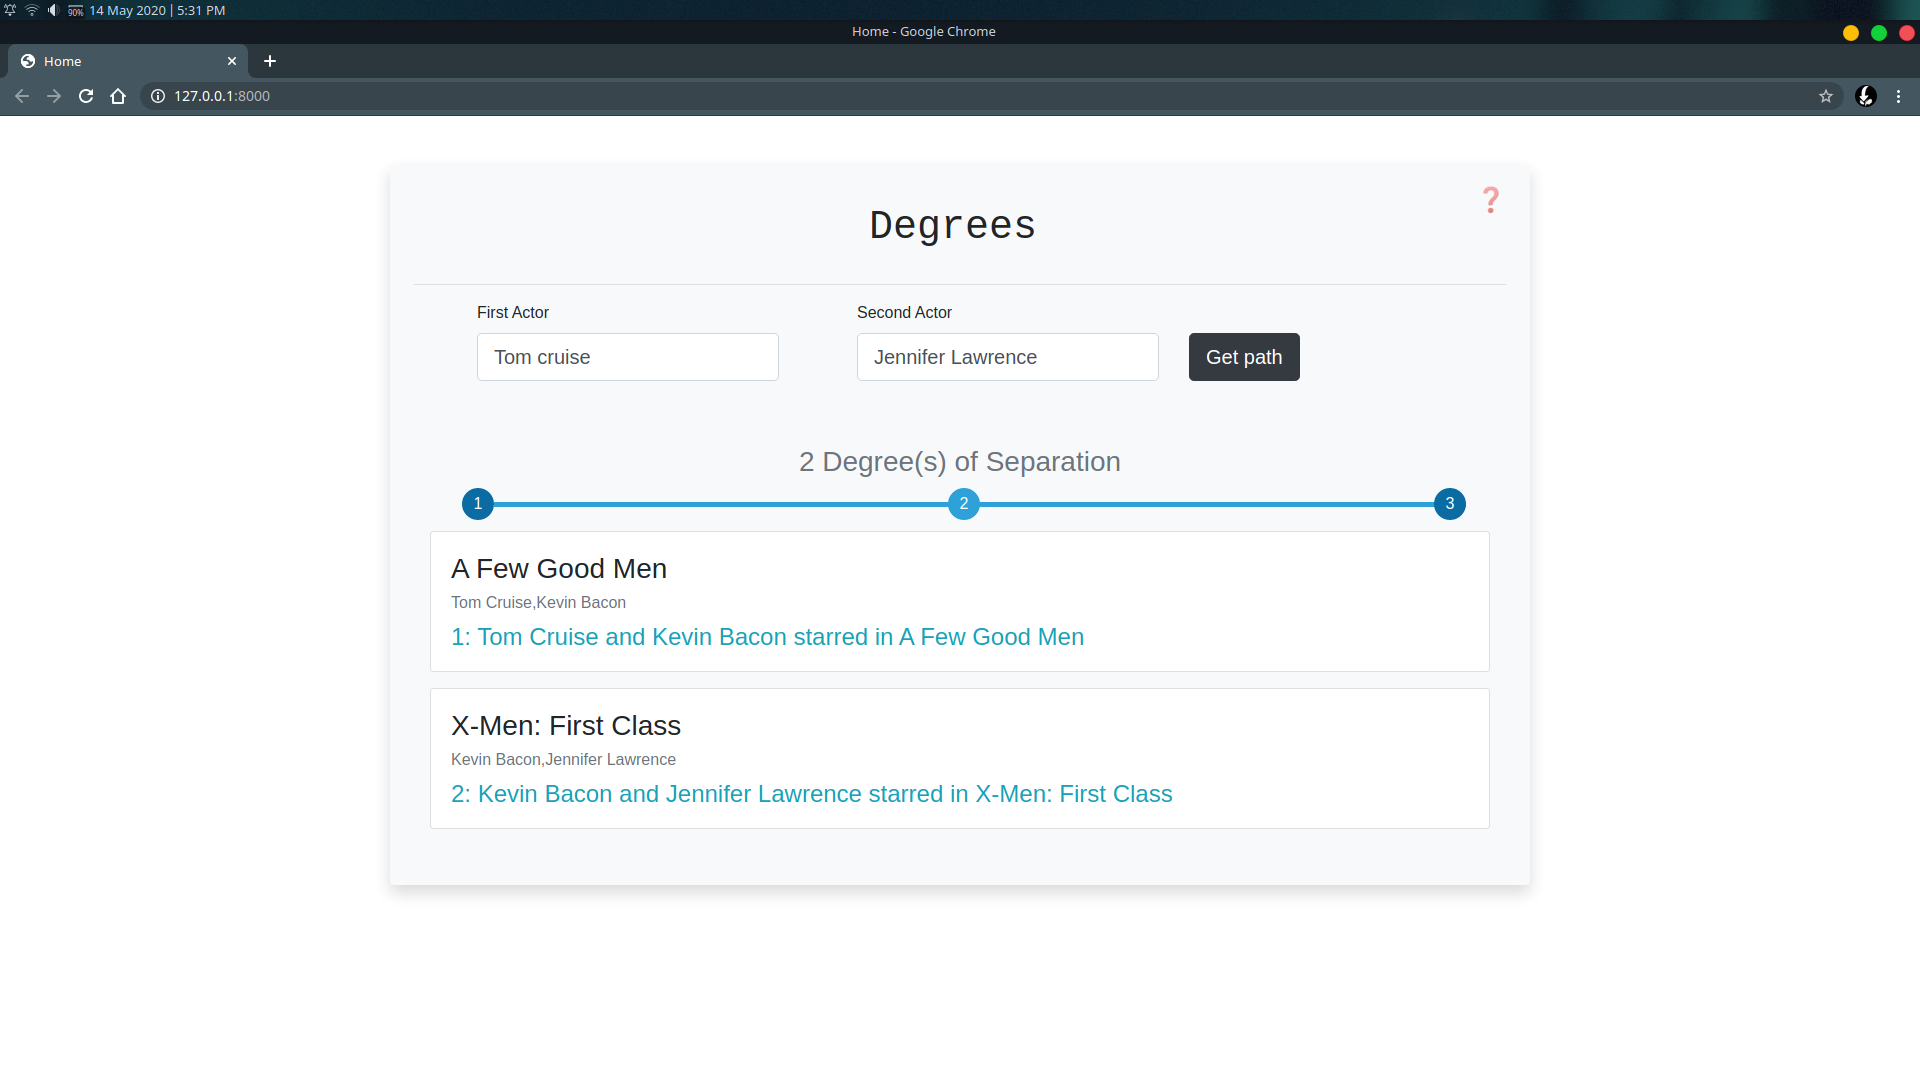 90% 14 May 2020 | 5:31 PM
Home - Google Chrome
Home
127.0.0.1:8000
❓
Degrees
First Actor
Second Actor
Tom cruise
Jennifer Lawrence
Get path
2 Degree(s) of Separation
1 2 3
A Few Good Men
Tom Cruise,Kevin Bacon
1: Tom Cruise and Kevin Bacon starred in A Few Good Men
X-Men: First Class
Kevin Bacon,Jennifer Lawrence
2: Kevin Bacon and Jennifer Lawrence starred in X-Men: First Class